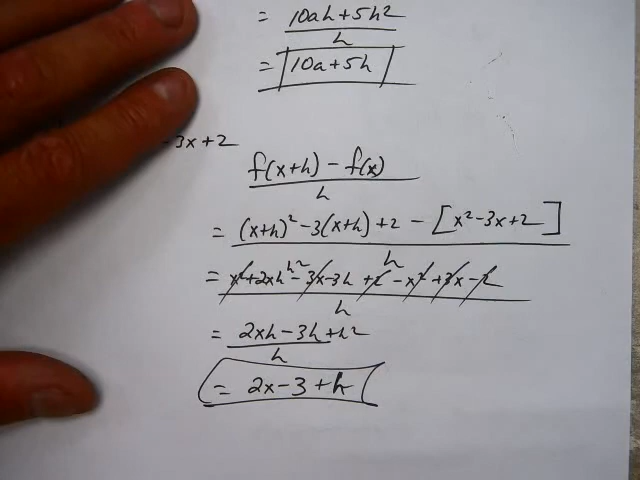 = 10ah+5h²
h
= 10a+5h
- 3x+2
f(x+h) - f(x)
h
= (x+h)² -3(x+h)+2 - [x²-3x+2]
h
= x²+2xh h² - 3x-3h +2 - x² +3x - 2
h
= 2xh - 3h + h²
h
= 2x-3+h